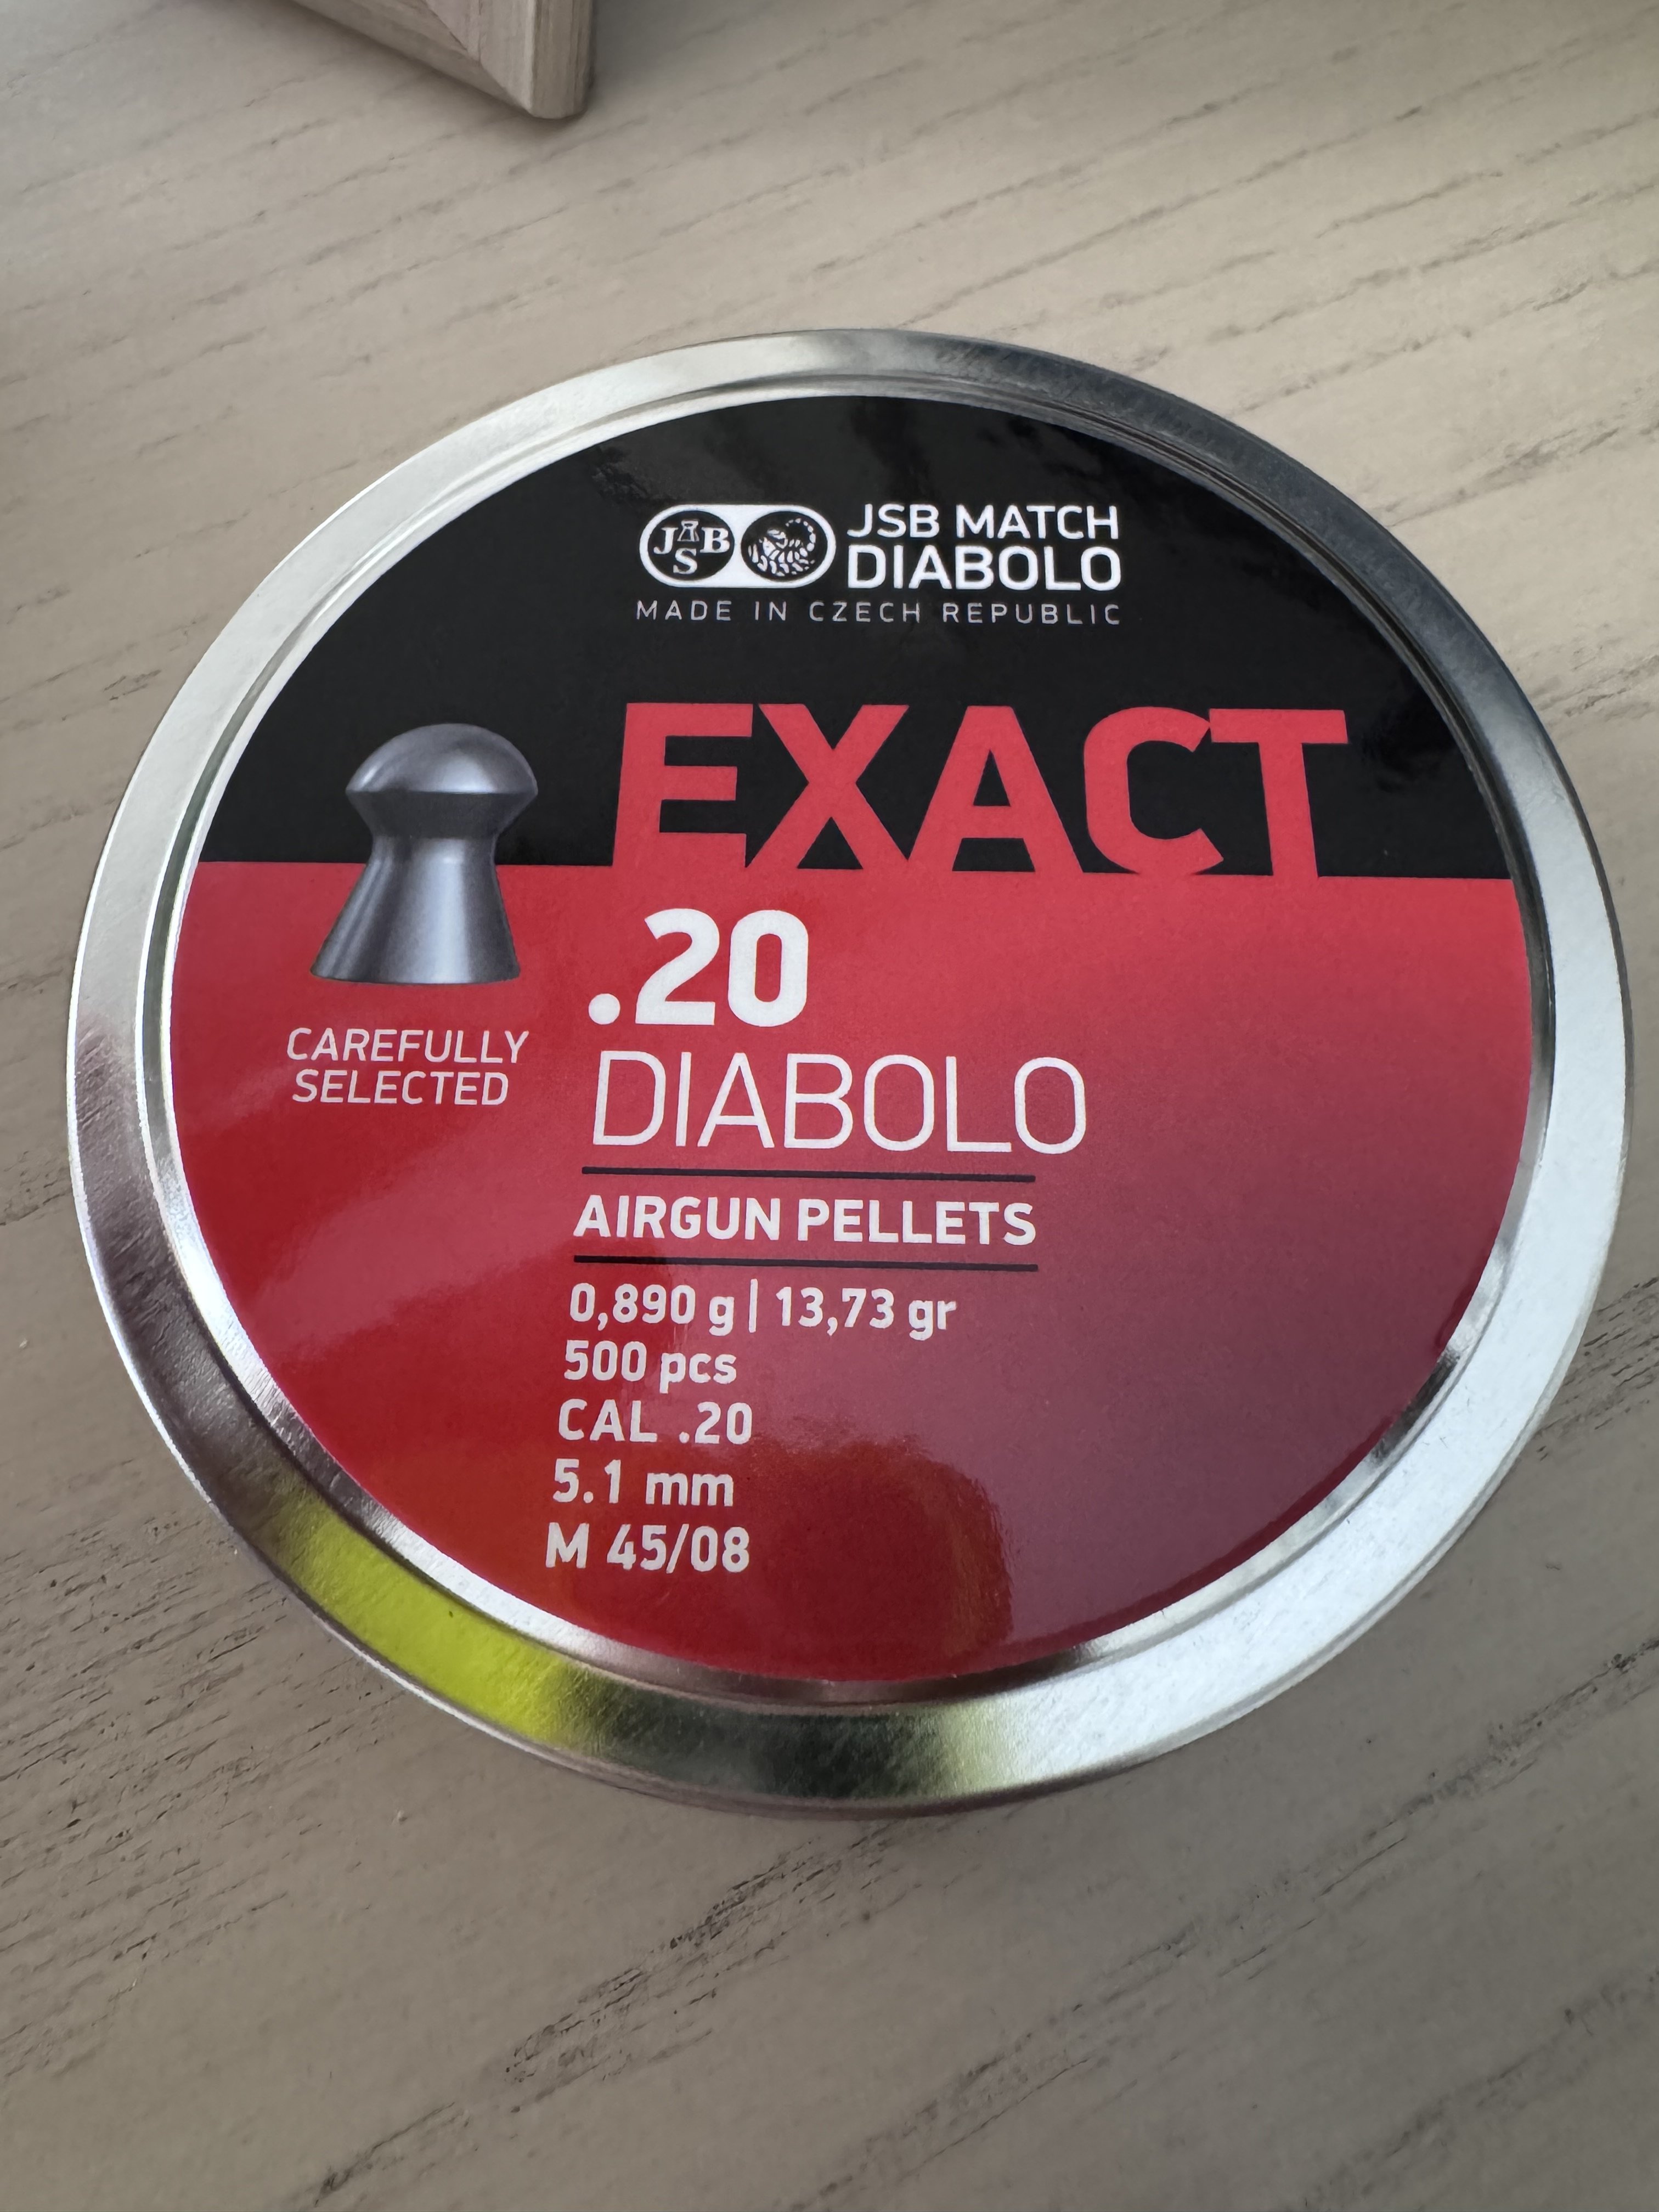 JSB
JSB MATCH
DIABOLO
MADE IN CZECH REPUBLIC
EXACT
.20
DIABOLO
CAREFULLY
SELECTED
AIRGUN PELLETS
0,890 g | 13,73 gr
500 pcs
CAL .20
5.1 mm
M 45/08